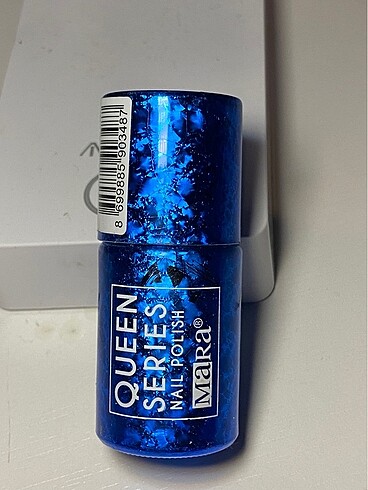 QUEEN
SERIES
NAIL POLISH
MaRa®
8 699885 903487